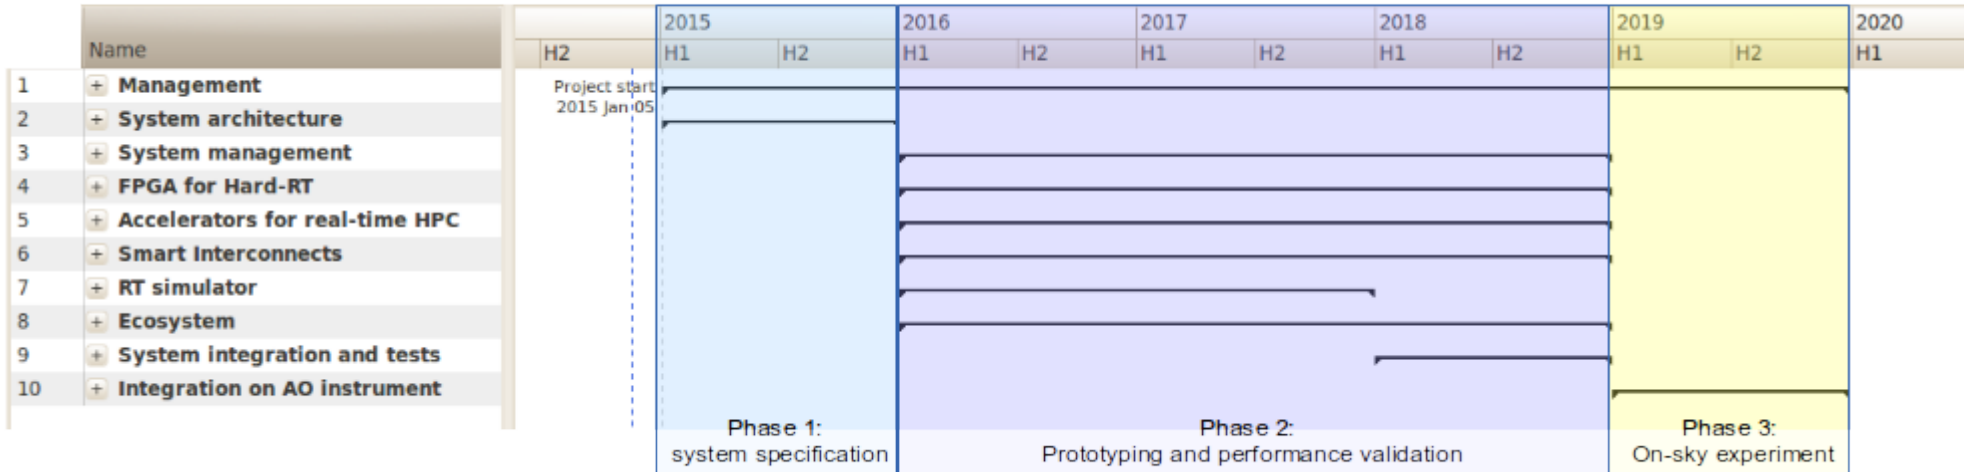 2015 2016 2017 2018 2019 2020
Name H2 H1 H2 H1 H2 H1 H2 H1 H2 H1 H2 H1
1 + Management Project start
2015 Jan 05
2 + System architecture
3 + System management
4 + FPGA for Hard-RT
5 + Accelerators for real-time HPC
6 + Smart Interconnects
7 + RT simulator
8 + Ecosystem
9 + System integration and tests
10 + Integration on AO instrument
Phase 1: Phase 2: Phase 3:
system specification Prototyping and performance validation On-sky experiment